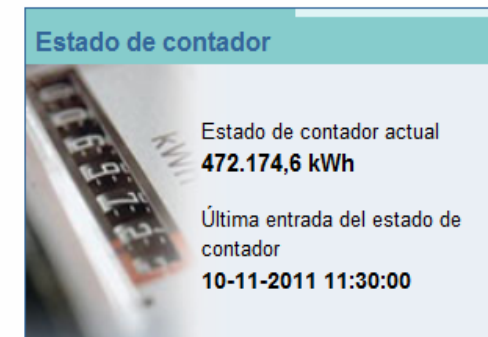 Estado de contador
kWh
Estado de contador actual
472.174,6 kWh
Última entrada del estado de
contador
10-11-2011 11:30:00